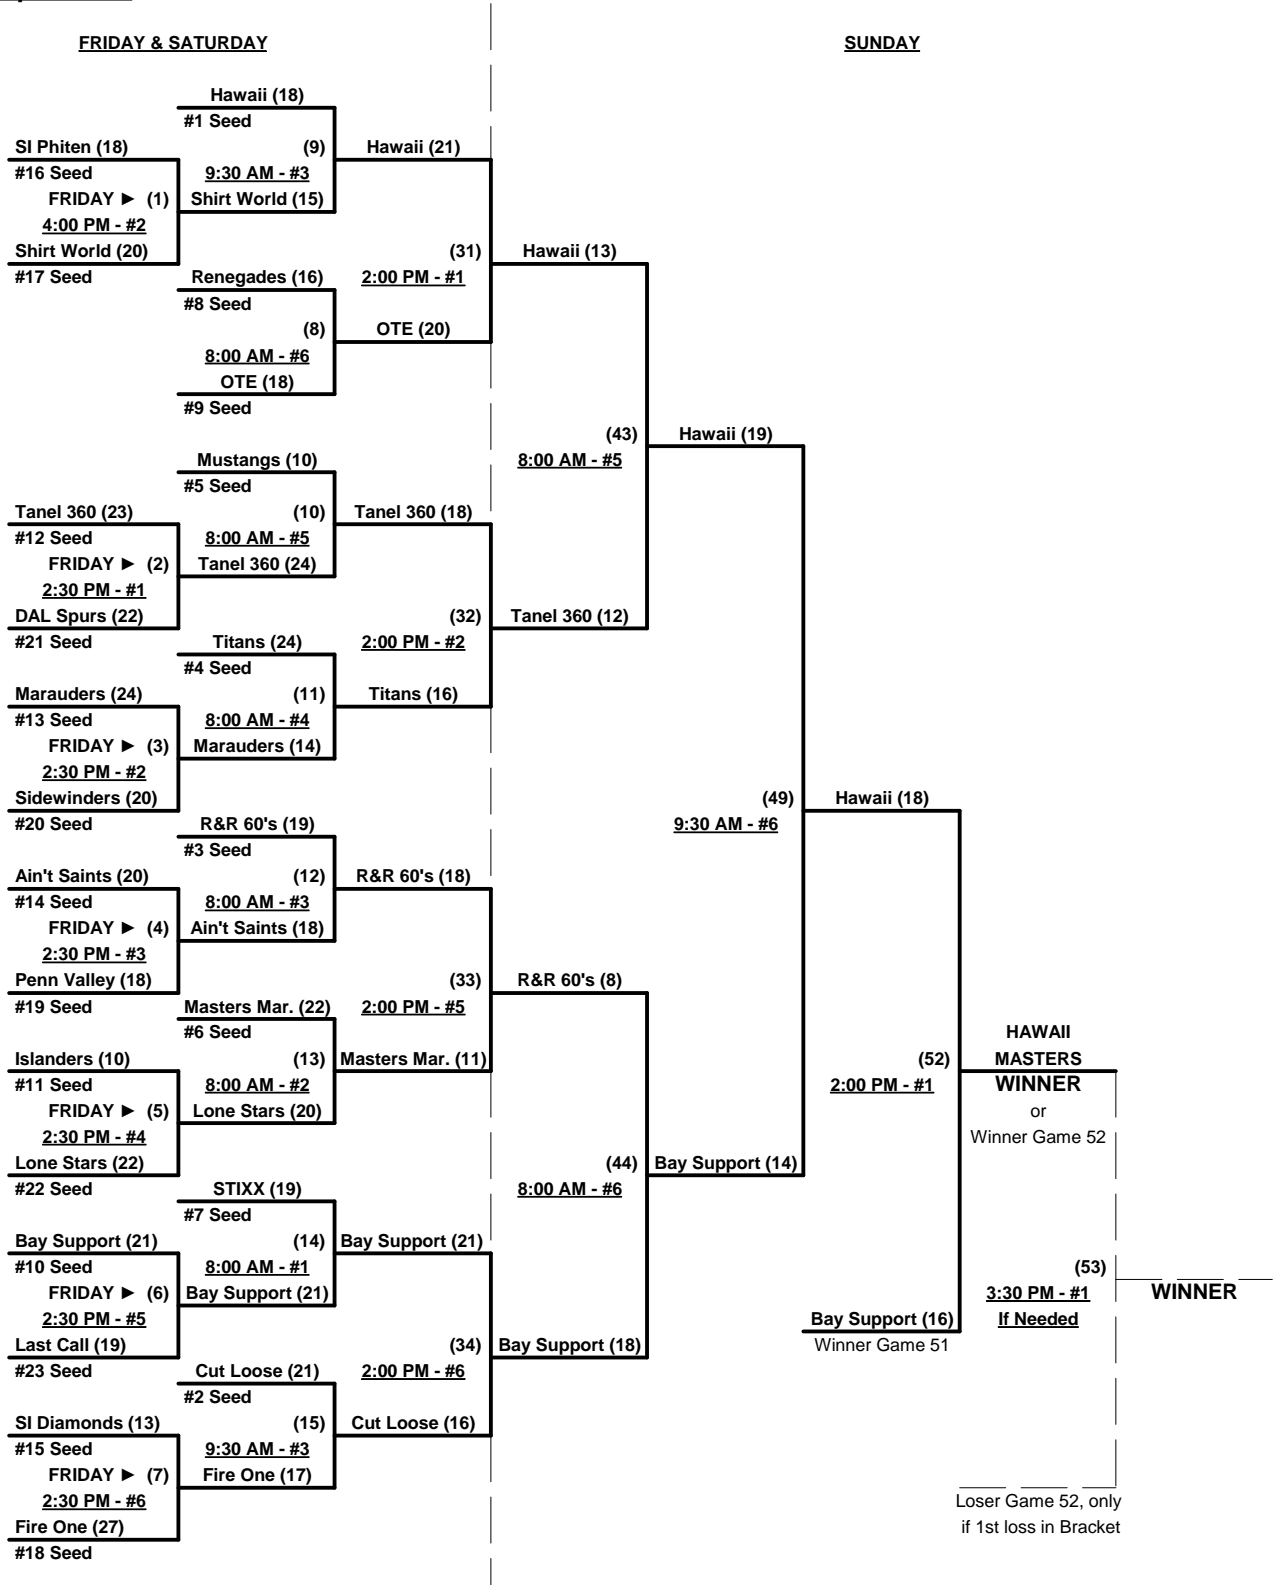 FRIDAY & SATURDAY
SUNDAY
Hawaii (18)
#1 Seed
SI Phiten (18)
(9)
Hawaii (21)
#16 Seed
9:30 AM - #3
FRIDAY ► (1)
Shirt World (15)
4:00 PM - #2
Shirt World (20)
(31)
Hawaii (13)
#17 Seed
Renegades (16)
2:00 PM - #1
#8 Seed
(8)
OTE (20)
8:00 AM - #6
OTE (18)
#9 Seed
(43)
Hawaii (19)
Mustangs (10)
8:00 AM - #5
#5 Seed
Tanel 360 (23)
(10)
Tanel 360 (18)
#12 Seed
8:00 AM - #5
FRIDAY ► (2)
Tanel 360 (24)
2:30 PM - #1
DAL Spurs (22)
(32)
Tanel 360 (12)
#21 Seed
Titans (24)
2:00 PM - #2
#4 Seed
Marauders (24)
(11)
Titans (16)
#13 Seed
8:00 AM - #4
FRIDAY ► (3)
Marauders (14)
2:30 PM - #2
Sidewinders (20)
(49)
Hawaii (18)
#20 Seed
R&R 60's (19)
9:30 AM - #6
#3 Seed
Ain't Saints (20)
(12)
R&R 60's (18)
#14 Seed
8:00 AM - #3
FRIDAY ► (4)
Ain't Saints (18)
2:30 PM - #3
Penn Valley (18)
(33)
R&R 60's (8)
#19 Seed
Masters Mar. (22)
2:00 PM - #5
#6 Seed
HAWAII
Islanders (10)
(13)
Masters Mar. (11)
(52)
MASTERS
#11 Seed
8:00 AM - #2
2:00 PM - #1
WINNER
FRIDAY ► (5)
Lone Stars (20)
or
2:30 PM - #4
Winner Game 52
Lone Stars (22)
(44)
Bay Support (14)
#22 Seed
STIXX (19)
8:00 AM - #6
#7 Seed
Bay Support (21)
(14)
Bay Support (21)
#10 Seed
8:00 AM - #1
(53)
FRIDAY ► (6)
Bay Support (21)
3:30 PM - #1
WINNER
2:30 PM - #5
Bay Support (16)
If Needed
Last Call (19)
(34)
Bay Support (18)
Winner Game 51
#23 Seed
Cut Loose (21)
2:00 PM - #6
#2 Seed
SI Diamonds (13)
(15)
Cut Loose (16)
#15 Seed
9:30 AM - #3
FRIDAY ► (7)
Fire One (17)
2:30 PM - #6
Loser Game 52, only
Fire One (27)
if 1st loss in Bracket
#18 Seed